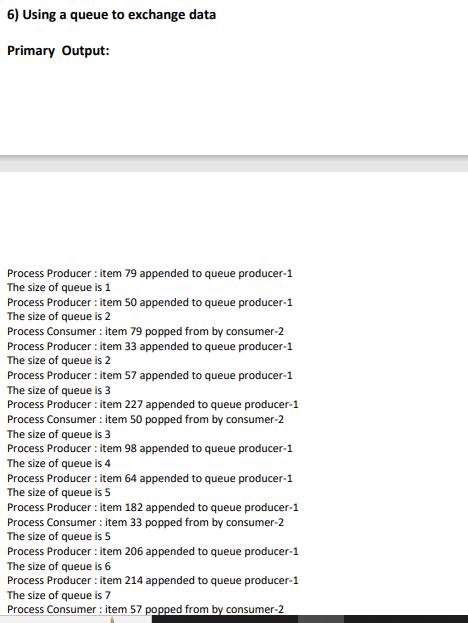 6) Using a queue to exchange data
Primary Output:
Process Producer : item 79 appended to queue producer-1
The size of queue is 1
Process Producer : item 50 appended to queue producer-1
The size of queue is 2
Process Consumer : item 79 popped from by consumer-2
Process Producer : item 33 appended to queue producer-1
The size of queue is 2
Process Producer : item 57 appended to queue producer-1
The size of queue is 3
Process Producer : item 227 appended to queue producer-1
Process Consumer : item 50 popped from by consumer-2
The size of queue is 3
Process Producer : item 98 appended to queue producer-1
The size of queue is 4
Process Producer : item 64 appended to queue producer-1
The size of queue is 5
Process Producer : item 182 appended to queue producer-1
Process Consumer : item 33 popped from by consumer-2
The size of queue is 5
Process Producer : item 206 appended to queue producer-1
The size of queue is 6
Process Producer : item 214 appended to queue producer-1
The size of queue is 7
Process Consumer : item 57 popped from by consumer-2